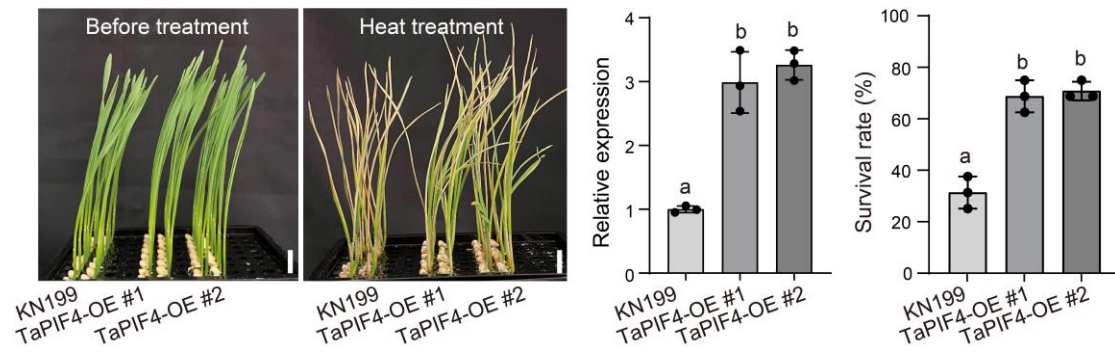 Before treatment
Heat treatment
KN199
TaPIF4-OE #1
TaPIF4-OE #2
KN199
TaPIF4-OE #1
TaPIF4-OE #2
Relative expression
4
3
2
1
0
a
b
b
KN199
TaPIF4-OE #1
TaPIF4-OE #2
Survival rate (%)
100
80
60
40
20
0
a
b
b
KN199
TaPIF4-OE #1
TaPIF4-OE #2